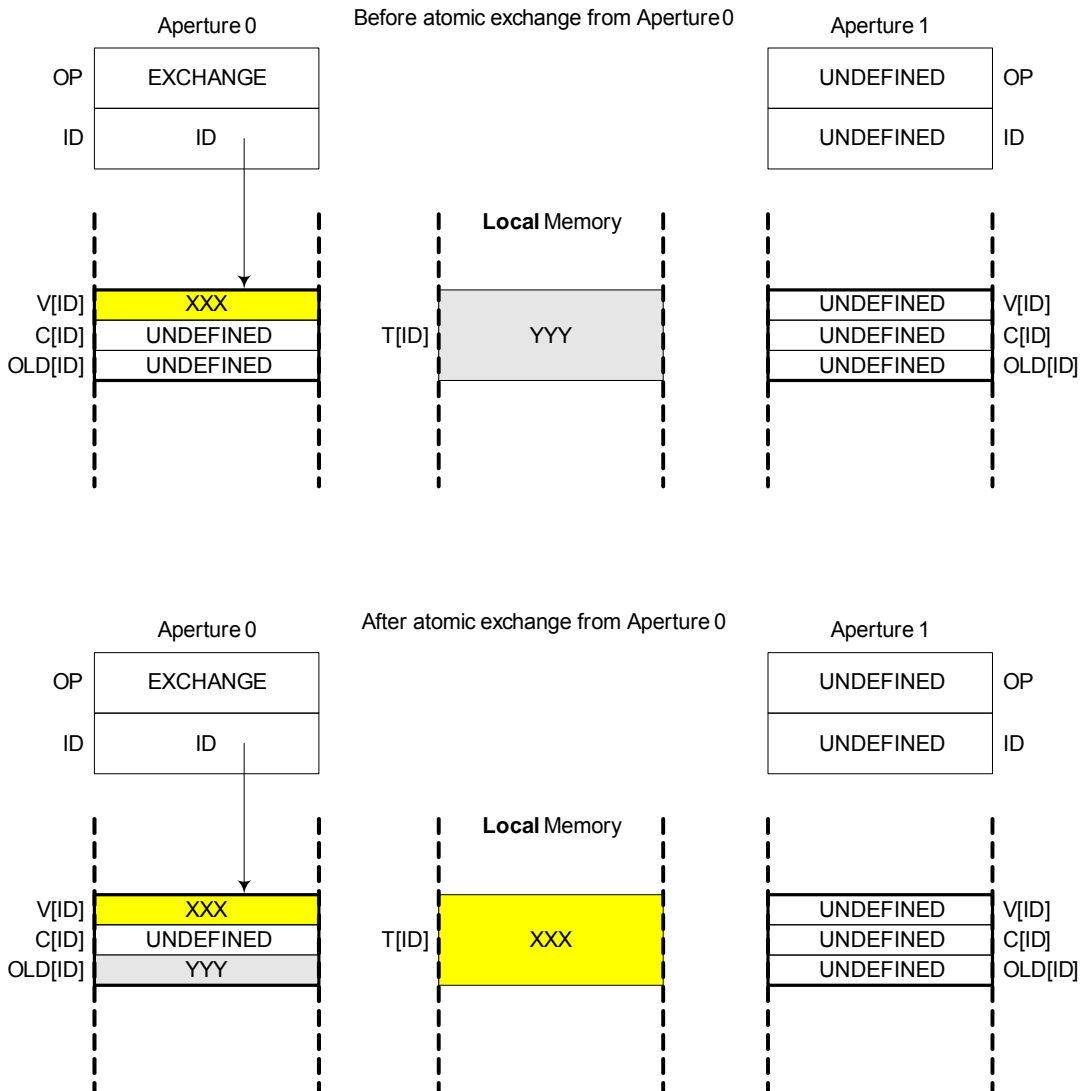 Before atomic exchange from Aperture 0
Aperture 0
Aperture 1
OP EXCHANGE UNDEFINED OP
ID ID UNDEFINED ID
Local Memory
V[ID] XXX UNDEFINED V[ID]
C[ID] UNDEFINED T[ID] YYY UNDEFINED C[ID]
OLD[ID] UNDEFINED UNDEFINED OLD[ID]
After atomic exchange from Aperture 0
Aperture 0
Aperture 1
OP EXCHANGE UNDEFINED OP
ID ID UNDEFINED ID
Local Memory
V[ID] XXX UNDEFINED V[ID]
C[ID] UNDEFINED T[ID] XXX UNDEFINED C[ID]
OLD[ID] YYY UNDEFINED OLD[ID]